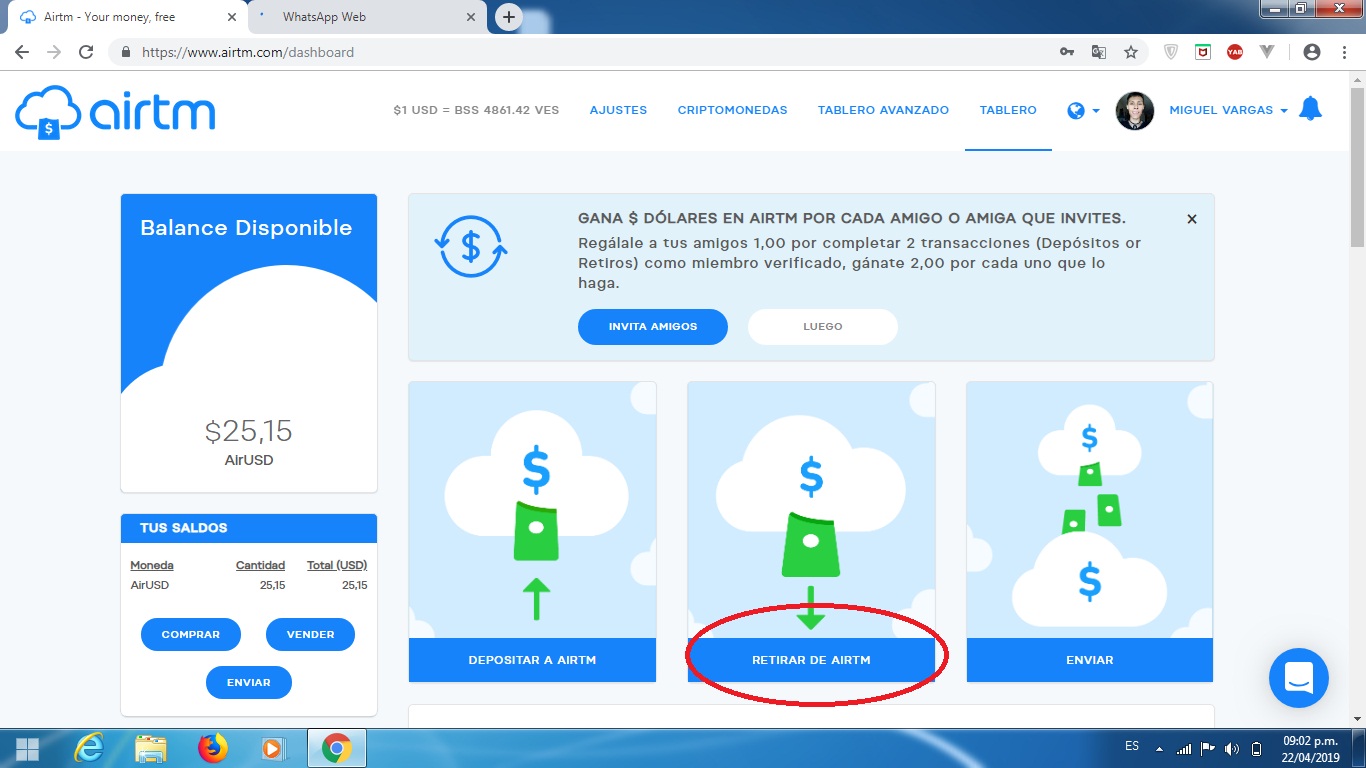 Airtm - Your money, free
WhatsApp Web
https://www.airtm.com/dashboard
YAB
airtm
$
$1 USD = BSS 4861.42 VES
AJUSTES
CRIPTOMONEDAS
TABLERO AVANZADO
TABLERO
MIGUEL VARGAS
Balance Disponible
$25,15
AirUSD
TUS SALDOS
Moneda Cantidad Total (USD)
AirUSD 25,15 25,15
COMPRAR VENDER
ENVIAR
$
GANA $ DÓLARES EN AIRTM POR CADA AMIGO O AMIGA QUE INVITES.
Regálale a tus amigos 1,00 por completar 2 transacciones (Depósitos or
Retiros) como miembro verificado, gánate 2,00 por cada uno que lo
haga.
INVITA AMIGOS LUEGO
$
DEPOSITAR A AIRTM
$
RETIRAR DE AIRTM
$
$
ENVIAR
ES
09:02 p.m.
22/04/2019